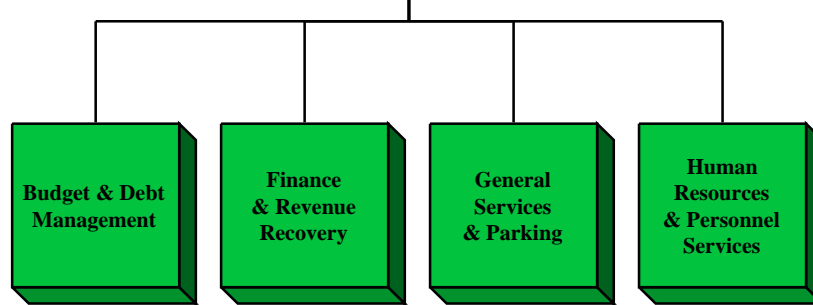 Budget & Debt
Management
Finance
& Revenue
Recovery
General
Services
& Parking
Human
Resources
& Personnel
Services